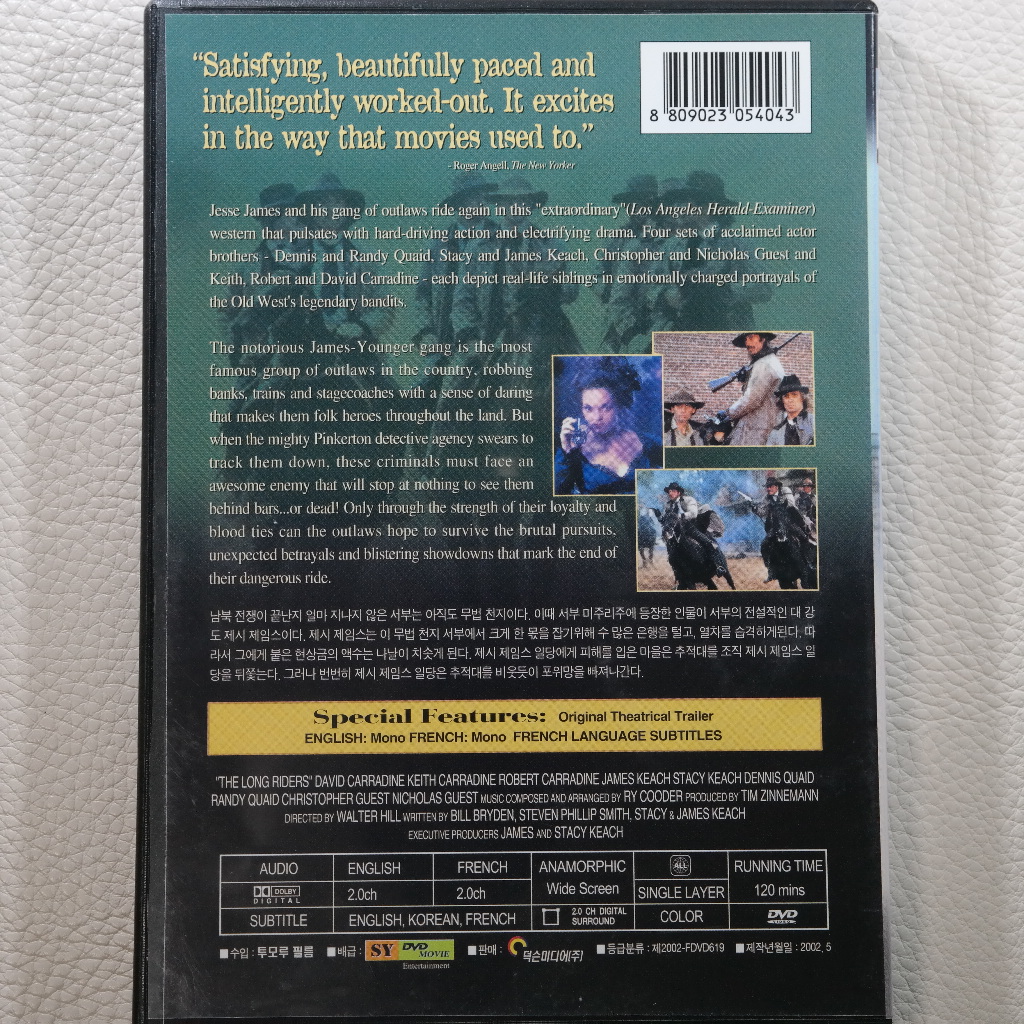 “Satisfying, beautifully paced and
intelligently worked-out. It excites
in the way that movies used to.”
- Roger Angell, The New Yorker
8 809023 054043
Jesse James and his gang of outlaws ride again in this "extraordinary"(Los Angeles Herald-Examiner)
western that pulsates with hard-driving action and electrifying drama. Four sets of acclaimed actor
brothers - Dennis and Randy Quaid, Stacy and James Keach, Christopher and Nicholas Guest and
Keith, Robert and David Carradine - each depict real-life siblings in emotionally charged portrayals of
the Old West's legendary bandits.
The notorious James-Younger gang is the most
famous group of outlaws in the country, robbing
banks, trains and stagecoaches with a sense of daring
that makes them folk heroes throughout the land. But
when the mighty Pinkerton detective agency swears to
track them down, these criminals must face an
awesome enemy that will stop at nothing to see them
behind bars...or dead! Only through the strength of their loyalty and
blood ties can the outlaws hope to survive the brutal pursuits,
unexpected betrayals and blistering showdowns that mark the end of
their dangerous ride.
남북 전쟁이 끝난지 얼마 지나지 않은 서부는 아직도 무법 천지이다. 이때 서부 미주리주에 등장한 인물이 서부의 전설적인 대 강
도 제시 제임스이다. 제시 제임스는 이 무법 천지 서부에서 크게 한 몫을 잡기위해 수 많은 은행을 털고, 열차를 습격하게된다. 따
라서 그에게 붙은 현상금의 액수는 나날이 치솟게 된다. 제시 제임스 일당에게 피해를 입은 마을은 추적대를 조직 제시 제임스 일
당을 뒤쫓는다. 그러나 번번히 제시 제임스 일당은 추적대를 비웃듯이 포위망을 빠져나간다.
Special Features: Original Theatrical Trailer
ENGLISH: Mono FRENCH: Mono FRENCH LANGUAGE SUBTITLES
"THE LONG RIDERS" DAVID CARRADINE KEITH CARRADINE ROBERT CARRADINE JAMES KEACH STACY KEACH DENNIS QUAID
RANDY QUAID CHRISTOPHER GUEST NICHOLAS GUEST MUSIC COMPOSED AND ARRANGED BY RY COODER PRODUCED BY TIM ZINNEMANN
DIRECTED BY WALTER HILL WRITTEN BY BILL BRYDEN, STEVEN PHILLIP SMITH, STACY & JAMES KEACH
EXECUTIVE PRODUCERS JAMES AND STACY KEACH
AUDIO ENGLISH FRENCH ANAMORPHIC ALL RUNNING TIME
DOLBY DIGITAL 2.0ch 2.0ch Wide Screen SINGLE LAYER 120 mins
SUBTITLE ENGLISH, KOREAN, FRENCH 2.0 CH DIGITAL SURROUND COLOR DVD VIDEO
■수입 : 투모루 필름 ■배급 : SY DVD MOVIE Entertainment ■판매 : 덕슨미디어(주) ■등급분류 : 제2002-FDVD619 ■제작년월일 : 2002. 5